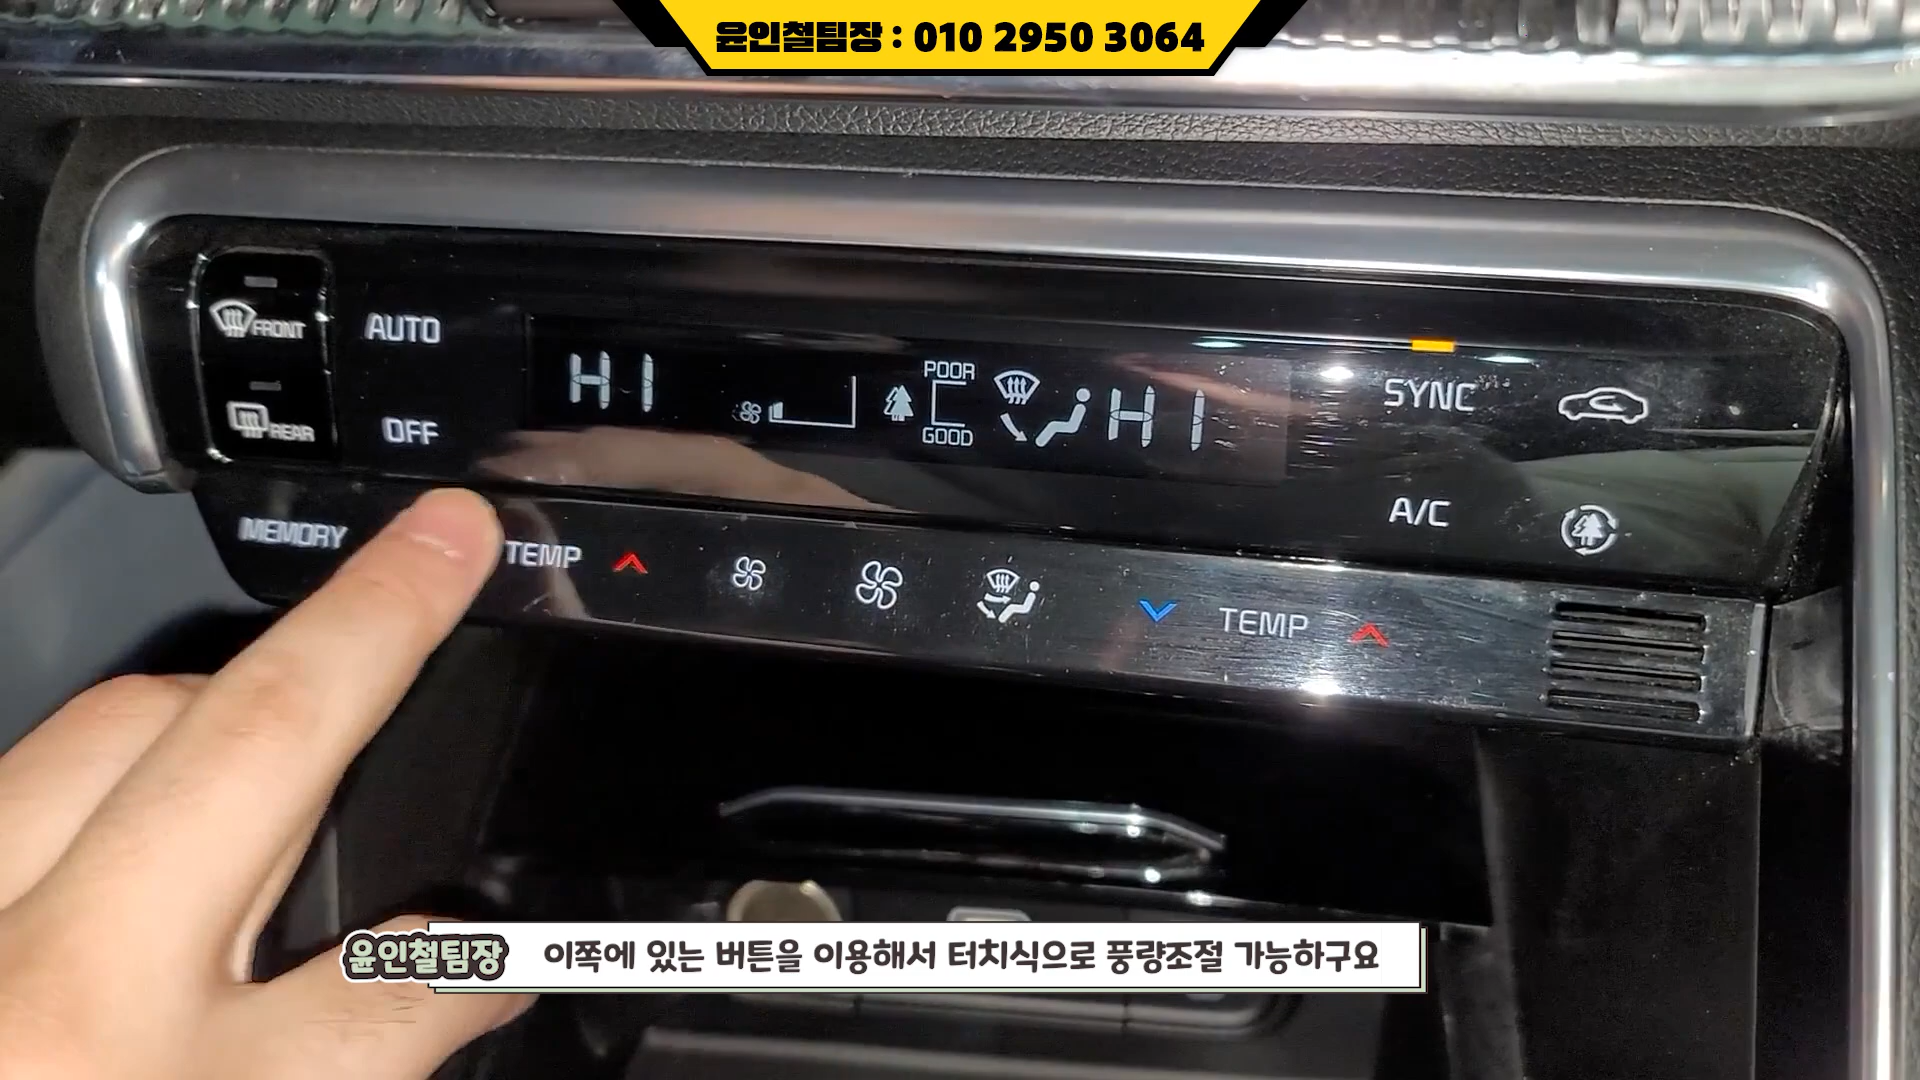 윤인철팀장 : 010 2950 3064
FRONT
AUTO
HI
POOR
GOOD
HI
SYNC
REAR
OFF
A/C
MEMORY
TEMP
TEMP
윤인철팀장
이쪽에 있는 버튼을 이용해서 터치식으로 풍량조절 가능하구요